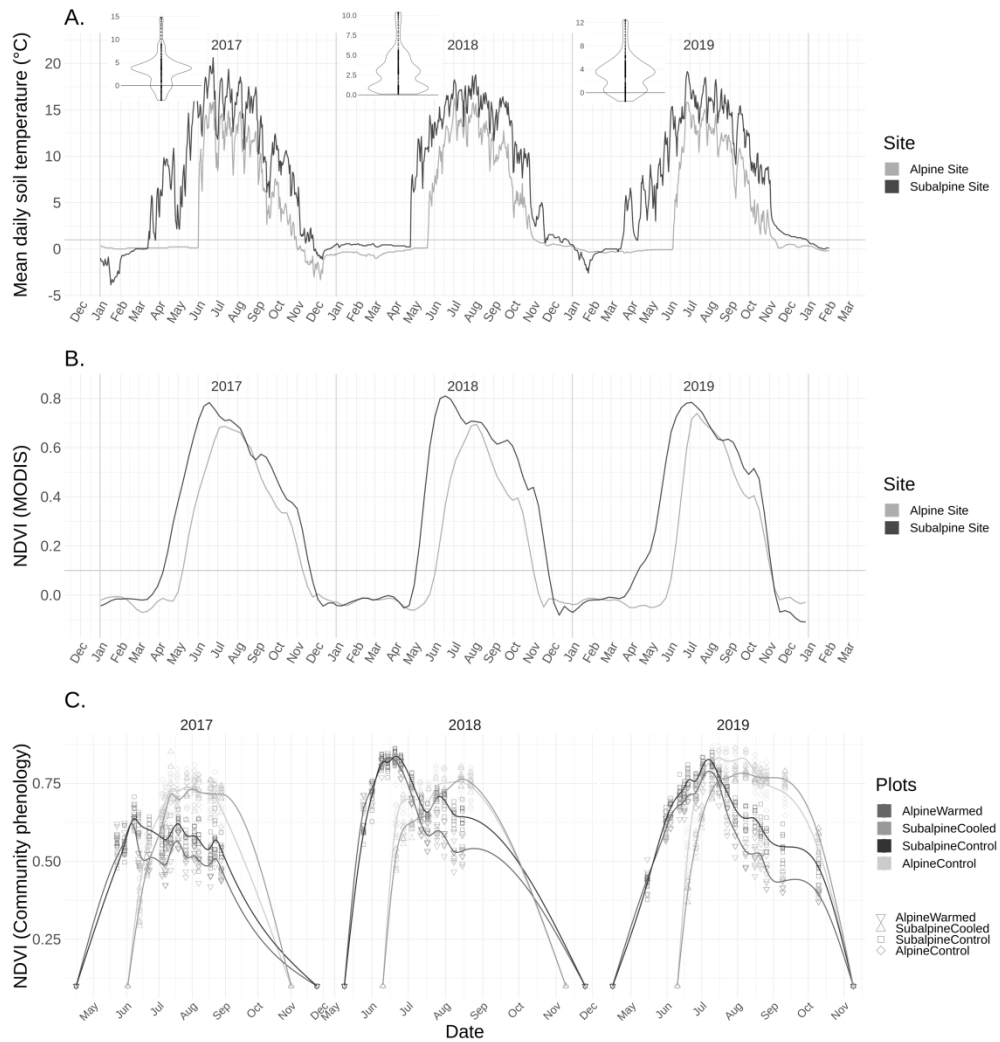 A.
15
10
5
0
10.0
7.5
5.0
2.5
0.0
12
8
4
0
2017
2018
2019
Mean daily soil temperature (°C)
20
15
10
5
0
-5
Dec Jan Feb Mar Apr May Jun Jul Aug Sep Oct Nov Dec Jan Feb Mar Apr May Jun Jul Aug Sep Oct Nov Dec Jan Feb Mar Apr May Jun Jul Aug Sep Oct Nov Dec Jan Feb Mar
Site
Alpine Site
Subalpine Site
B.
2017
2018
2019
NDVI (MODIS)
0.8
0.6
0.4
0.2
0.0
Dec Jan Feb Mar Apr May Jun Jul Aug Sep Oct Nov Dec Jan Feb Mar Apr May Jun Jul Aug Sep Oct Nov Dec Jan Feb Mar Apr May Jun Jul Aug Sep Oct Nov Dec Jan Feb Mar
Site
Alpine Site
Subalpine Site
C.
2017
2018
2019
NDVI (Community phenology)
0.75
0.50
0.25
May Jun Jul Aug Sep Oct Nov Dec May Jun Jul Aug Sep Oct Nov Dec May Jun Jul Aug Sep Oct Nov
Date
Plots
AlpineWarmed
SubalpineCooled
SubalpineControl
AlpineControl
AlpineWarmed
SubalpineCooled
SubalpineControl
AlpineControl